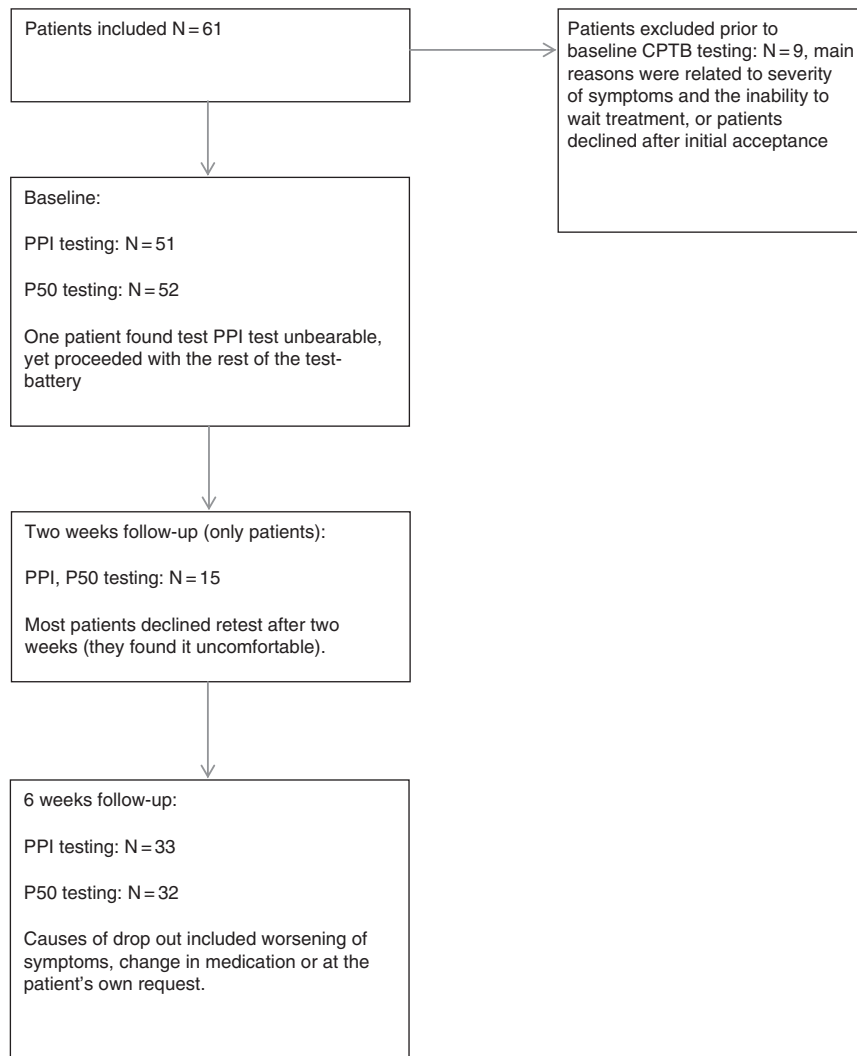 Patients included N = 61
Patients excluded prior to
baseline CPTB testing: N = 9, main
reasons were related to severity
of symptoms and the inability to
wait treatment, or patients
declined after initial acceptance
Baseline:
PPI testing: N = 51
P50 testing: N = 52
One patient found test PPI test unbearable,
yet proceeded with the rest of the test-
battery
Two weeks follow-up (only patients):
PPI, P50 testing: N = 15
Most patients declined retest after two
weeks (they found it uncomfortable).
6 weeks follow-up:
PPI testing: N = 33
P50 testing: N = 32
Causes of drop out included worsening of
symptoms, change in medication or at the
patient's own request.